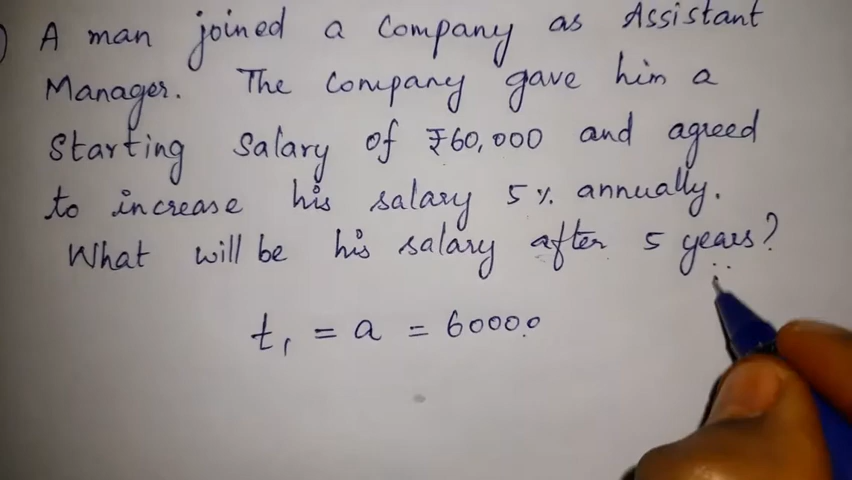 ) A man joined a Company as Assistant
Manager. The Company gave him a
Starting Salary of ₹60,000 and agreed
to increase his salary 5% annually.
What will be his salary after 5 years?
t₁ = a = 60000